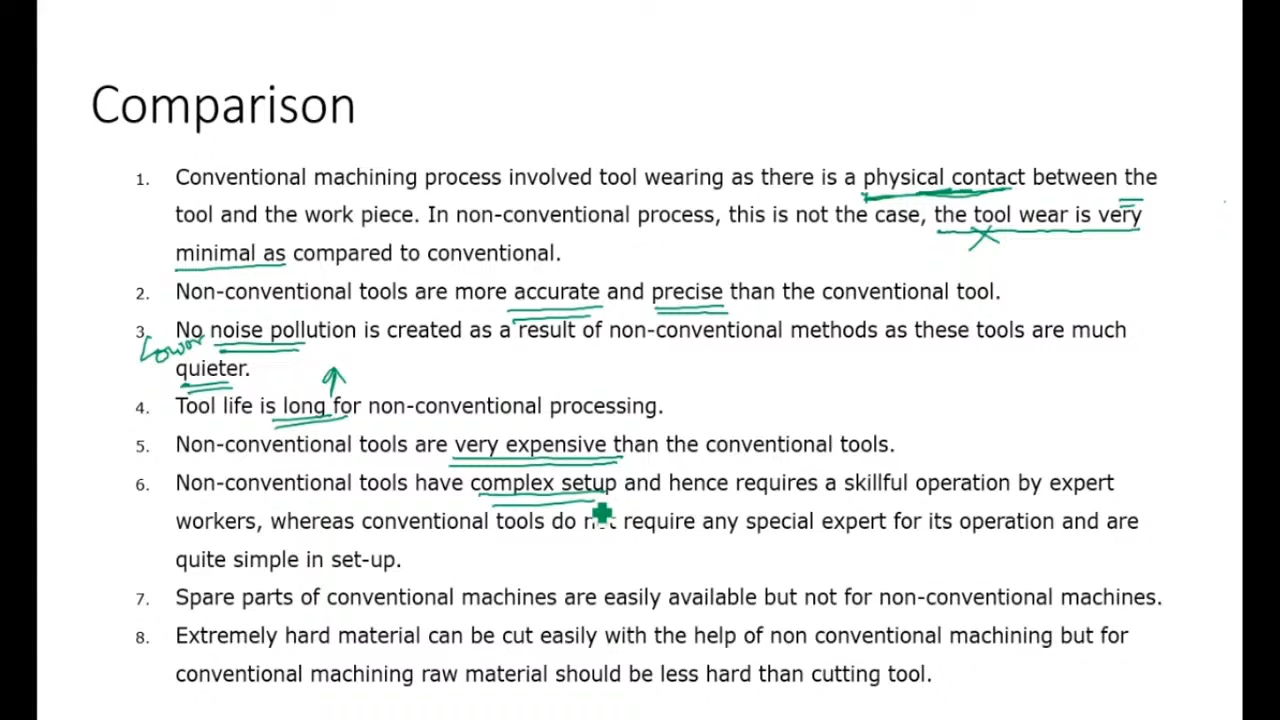 Comparison
1. Conventional machining process involved tool wearing as there is a physical contact between the
tool and the work piece. In non-conventional process, this is not the case, the tool wear is very
minimal as compared to conventional.
2. Non-conventional tools are more accurate and precise than the conventional tool.
3. No noise pollution is created as a result of non-conventional methods as these tools are much
Lower
quieter.
4. Tool life is long for non-conventional processing.
5. Non-conventional tools are very expensive than the conventional tools.
6. Non-conventional tools have complex setup and hence requires a skillful operation by expert
workers, whereas conventional tools do not require any special expert for its operation and are
quite simple in set-up.
7. Spare parts of conventional machines are easily available but not for non-conventional machines.
8. Extremely hard material can be cut easily with the help of non conventional machining but for
conventional machining raw material should be less hard than cutting tool.